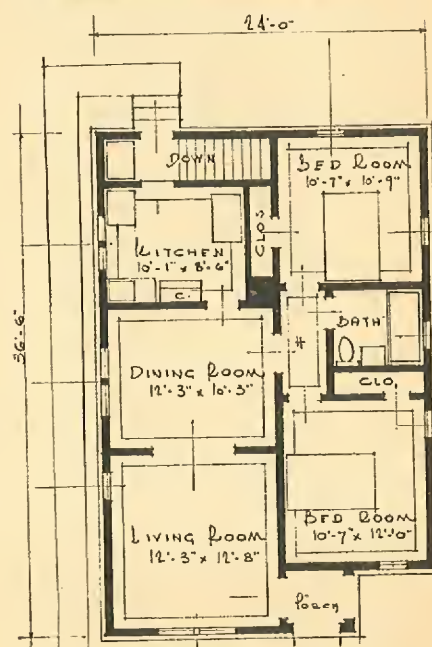 24'-0"
DOWN
BED ROOM
10'-7" x 10'-9"
CLOS
KITCHEN
10'-1" x 8'-6"
C.
H
BATH
DINING ROOM
12'-3" x 10'-3"
CLO.
36'-6"
LIVING ROOM
12'-3" x 12'-8"
BED ROOM
10'-7" x 12'-0"
PORCH